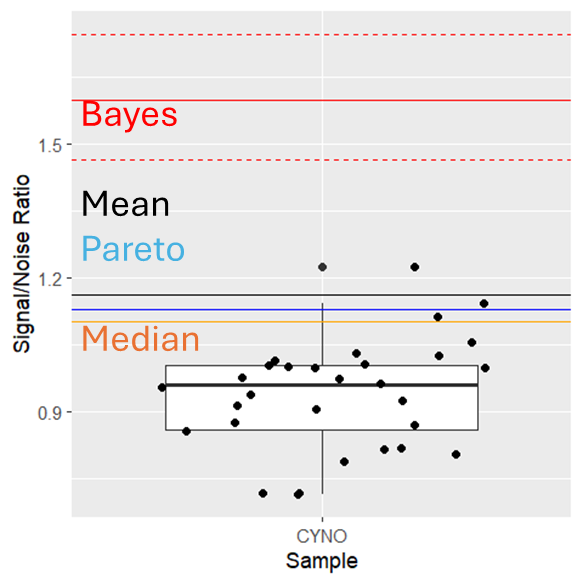 Bayes
1.5
Mean
Pareto
1.2
Median
0.9
Signal/Noise Ratio
CYNO
Sample